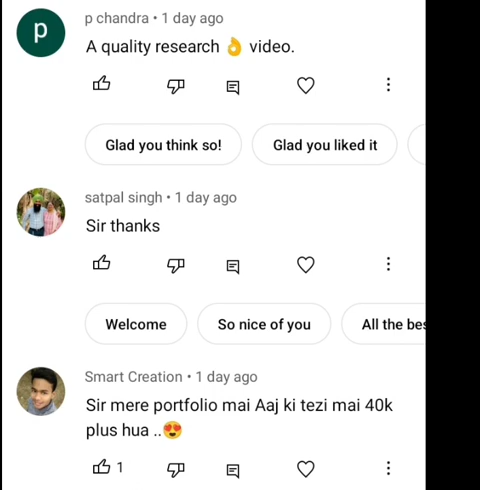 p
p chandra • 1 day ago
A quality research 👌 video.
Glad you think so!
Glad you liked it
satpal singh • 1 day ago
Sir thanks
Welcome
So nice of you
All the bes
Smart Creation • 1 day ago
Sir mere portfolio mai Aaj ki tezi mai 40k
plus hua ..😍
1